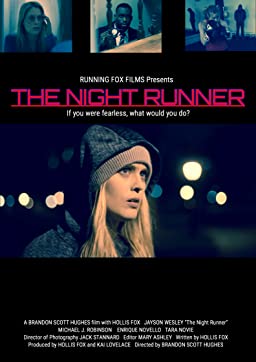 RUNNING FOX FILMS Presents
THE NIGHT RUNNER
If you were fearless, what would you do?
A BRANDON SCOTT HUGHES film with HOLLIS FOX JAYSON WESLEY "The Night Runner"
MICHAEL J. ROBINSON ENRIQUE NOVELLO TARA NOVIE
Director of Photography JACK STANNARD Editor MARY ASHLEY Written by HOLLIS FOX
Produced by HOLLIS FOX and KAI LOVELACE Directed by BRANDON SCOTT HUGHES